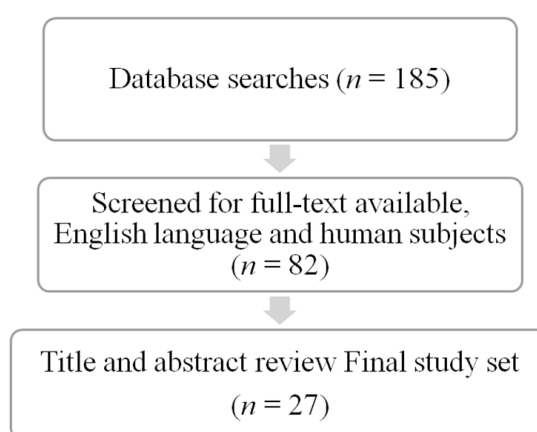 Database searches (n = 185)
Screened for full-text available,
English language and human subjects
(n = 82)
Title and abstract review Final study set
(n = 27)